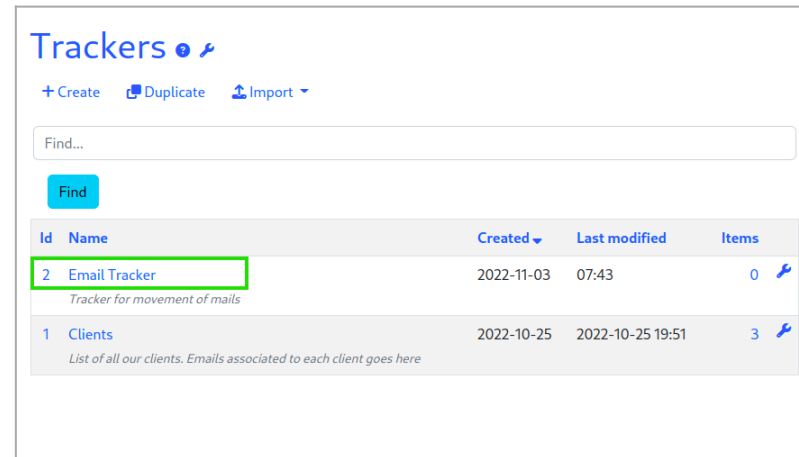 Trackers
Create Duplicate Import
Find...
Find
Id Name Created Last modified Items
2 Email Tracker 2022-11-03 07:43 0
Tracker for movement of mails
1 Clients 2022-10-25 2022-10-25 19:51 3
List of all our clients. Emails associated to each client goes here